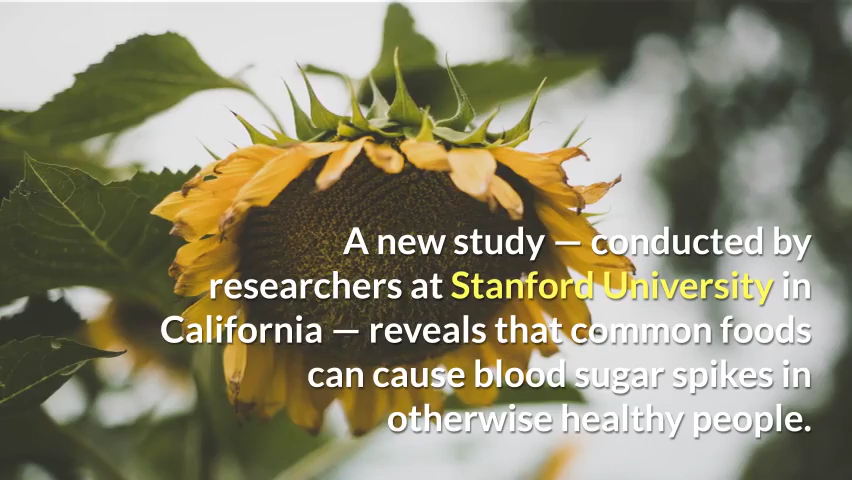 A new study — conducted by
researchers at Stanford University in
California — reveals that common foods
can cause blood sugar spikes in
otherwise healthy people.